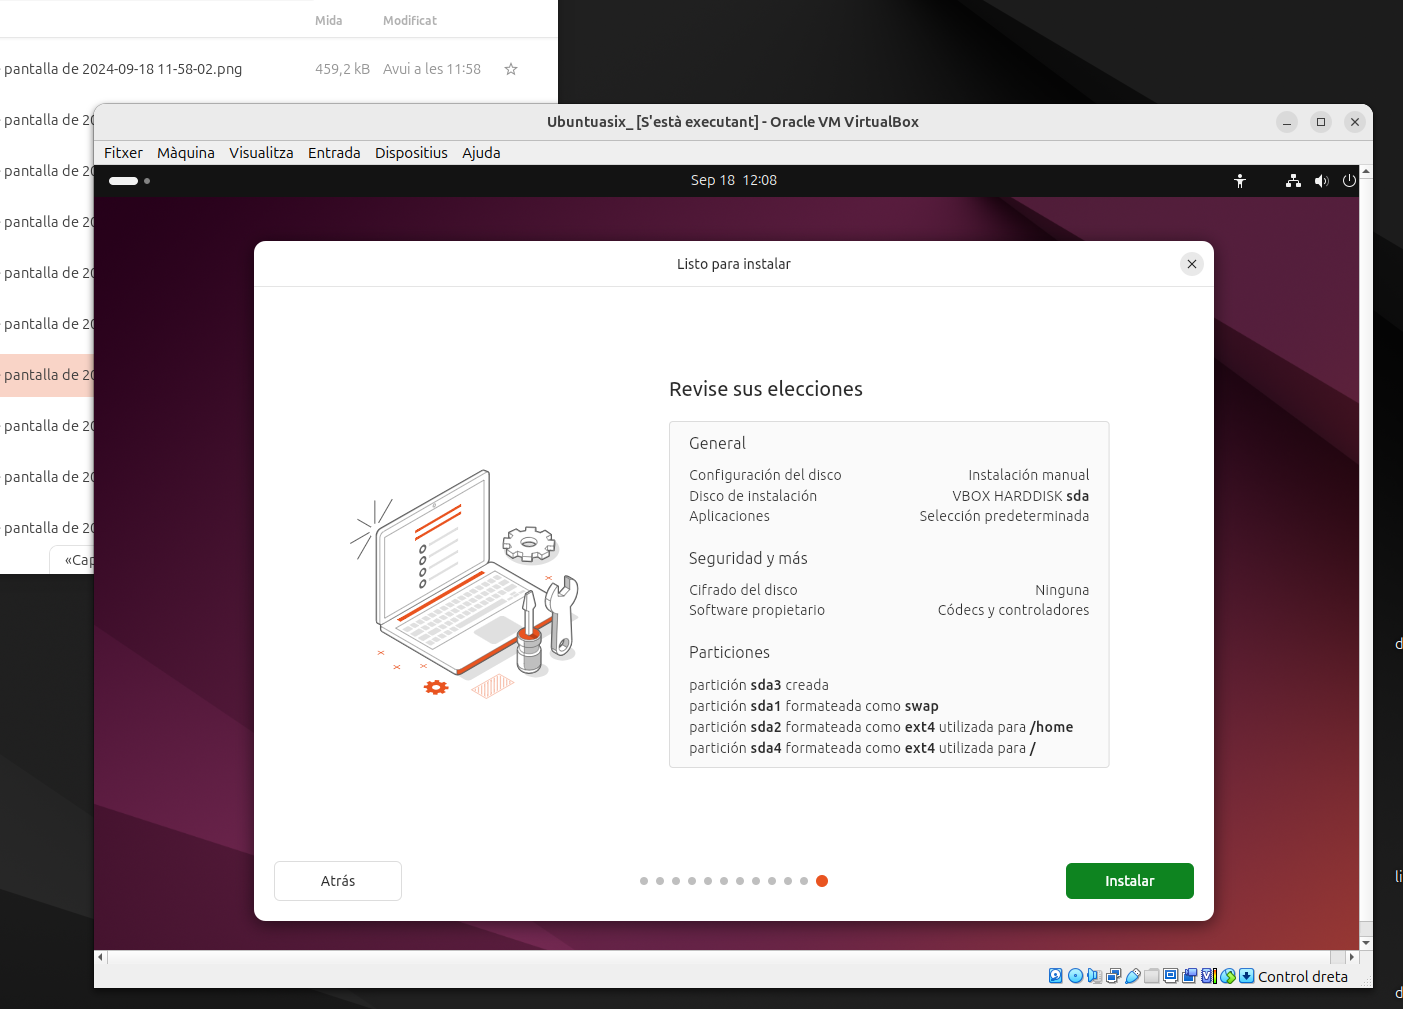 Mida Modificat
pantalla de 2024-09-18 11-58-02.png 459,2 kB Avui a les 11:58
pantalla de 20
pantalla de 20
pantalla de 20
pantalla de 20
pantalla de 20
pantalla de 20
pantalla de 20
pantalla de 20
pantalla de 20
«Cap
Ubuntuasix_ [S'està executant] - Oracle VM VirtualBox
Fitxer Màquina Visualitza Entrada Dispositius Ajuda
Sep 18 12:08
Listo para instalar
Revise sus elecciones
General
Configuración del disco Instalación manual
Disco de instalación VBOX HARDDISK sda
Aplicaciones Selección predeterminada
Seguridad y más
Cifrado del disco Ninguna
Software propietario Códecs y controladores
Particiones
partición sda3 creada
partición sda1 formateada como swap
partición sda2 formateada como ext4 utilizada para /home
partición sda4 formateada como ext4 utilizada para /
Atrás Instalar
Control dreta
d
li
d